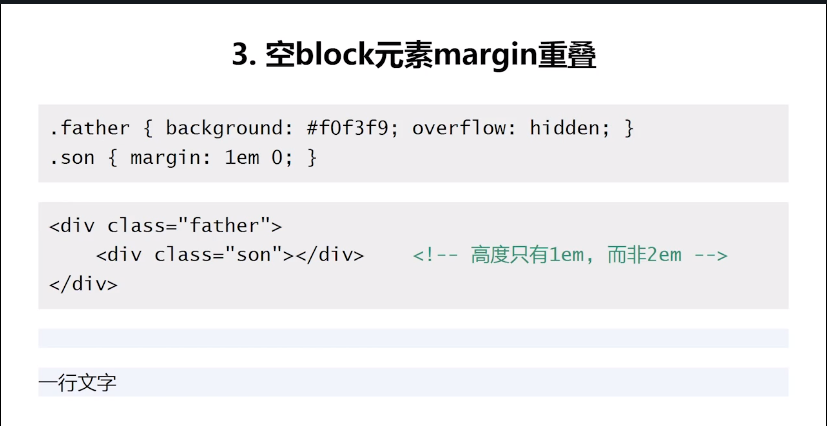 3. 空block元素margin重叠
.father { background: #f0f3f9; overflow: hidden; }
.son { margin: 1em 0; }
<div class="father">
    <div class="son"></div>    <!-- 高度只有1em, 而非2em -->
</div>
一行文字